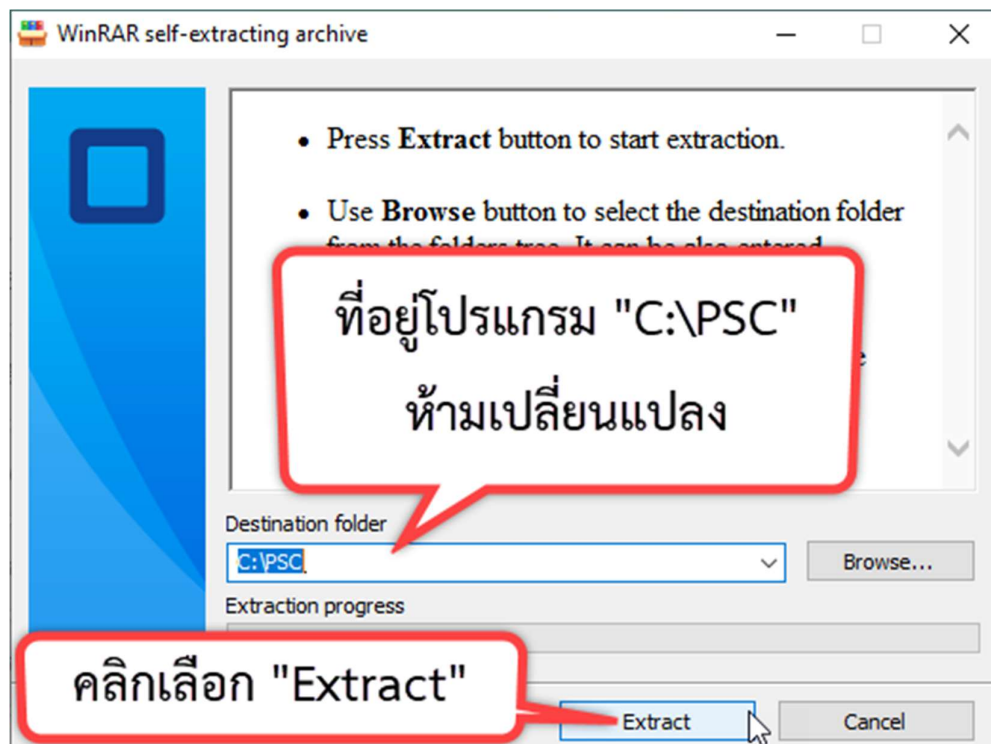 WinRAR self-extracting archive
• Press Extract button to start extraction.
• Use Browse button to select the destination folder
from the folders tree. It can be also entered
ที่อยู่โปรแกรม "C:\PSC"
ห้ามเปลี่ยนแปลง
Destination folder
C:\PSC
Browse...
Extraction progress
คลิกเลือก "Extract"
Extract
Cancel